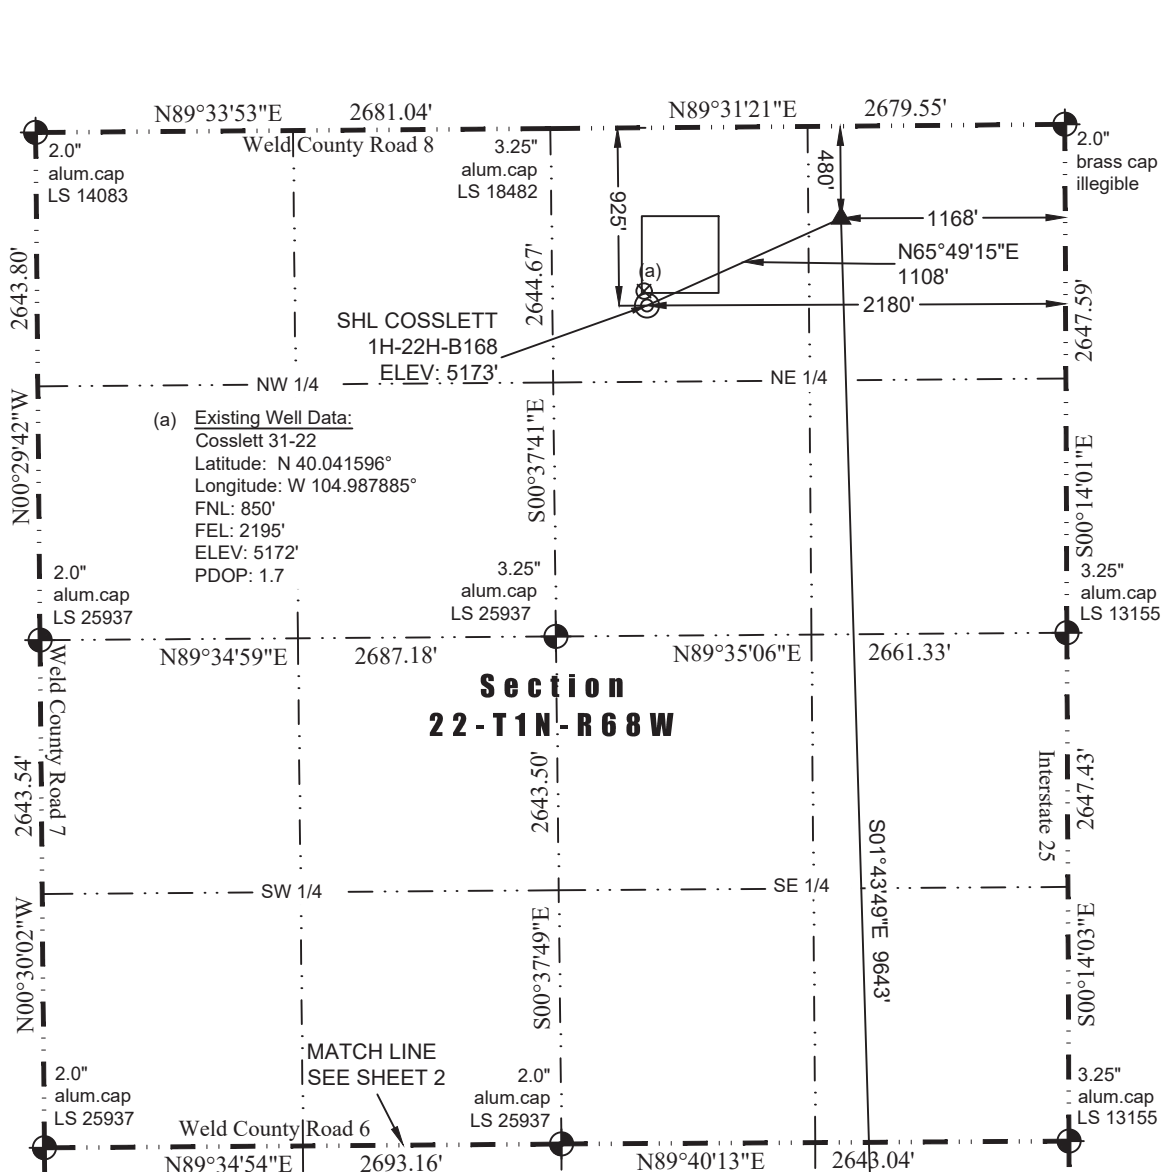 N89°33'53"E 2681.04' N89°31'21"E 2679.55'
Weld County Road 8
2.0"
alum.cap
LS 14083
3.25"
alum.cap
LS 18482
2.0"
brass cap
illegible
480'
925'
1168'
N65°49'15"E
1108'
2180'
(a)
2643.80'
2644.67'
2647.59'
SHL COSSLETT
1H-22H-B168
ELEV: 5173'
NW 1/4
NE 1/4
(a) Existing Well Data:
Cosslett 31-22
Latitude: N 40.041596°
Longitude: W 104.987885°
FNL: 850'
FEL: 2195'
ELEV: 5172'
PDOP: 1.7
N00°29'42"W
S00°37'41"E
S00°14'01"E
2.0"
alum.cap
LS 25937
3.25"
alum.cap
LS 25937
3.25"
alum.cap
LS 13155
N89°34'59"E 2687.18' N89°35'06"E 2661.33'
Section
22-T1N-R68W
Weld County Road 7
2643.54'
2643.50'
Interstate 25
2647.43'
S01°43'49"E 9643'
SW 1/4
SE 1/4
N00°30'02"W
S00°37'49"E
S00°14'03"E
MATCH LINE
SEE SHEET 2
2.0"
alum.cap
LS 25937
2.0"
alum.cap
LS 25937
3.25"
alum.cap
LS 13155
Weld County Road 6
N89°34'54"E 2693.16' N89°40'13"E 2643.04'